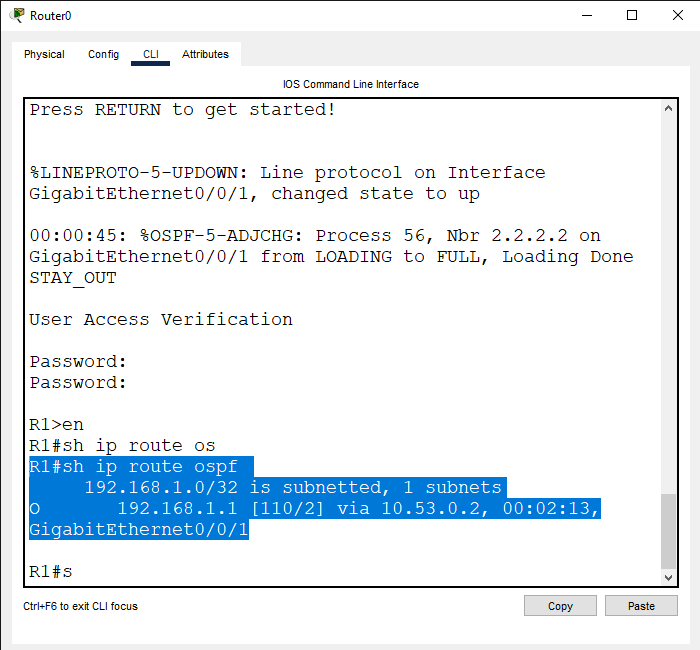 Router0
Physical Config CLI Attributes
IOS Command Line Interface
Press RETURN to get started!
%LINEPROTO-5-UPDOWN: Line protocol on Interface
GigabitEthernet0/0/1, changed state to up
00:00:45: %OSPF-5-ADJCHG: Process 56, Nbr 2.2.2.2 on
GigabitEthernet0/0/1 from LOADING to FULL, Loading Done
STAY_OUT
User Access Verification
Password:
Password:
R1>en
R1#sh ip route os
R1#sh ip route ospf
192.168.1.0/32 is subnetted, 1 subnets
O 192.168.1.1 [110/2] via 10.53.0.2, 00:02:13,
GigabitEthernet0/0/1
R1#s
Ctrl+F6 to exit CLI focus
Copy Paste